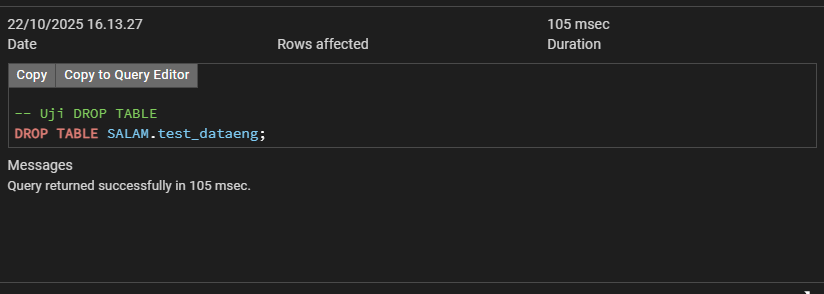 22/10/2025 16.13.27
105 msec
Date
Rows affected
Duration
Copy
Copy to Query Editor
-- Uji DROP TABLE
DROP TABLE SALAM.test_dataeng;
Messages
Query returned successfully in 105 msec.